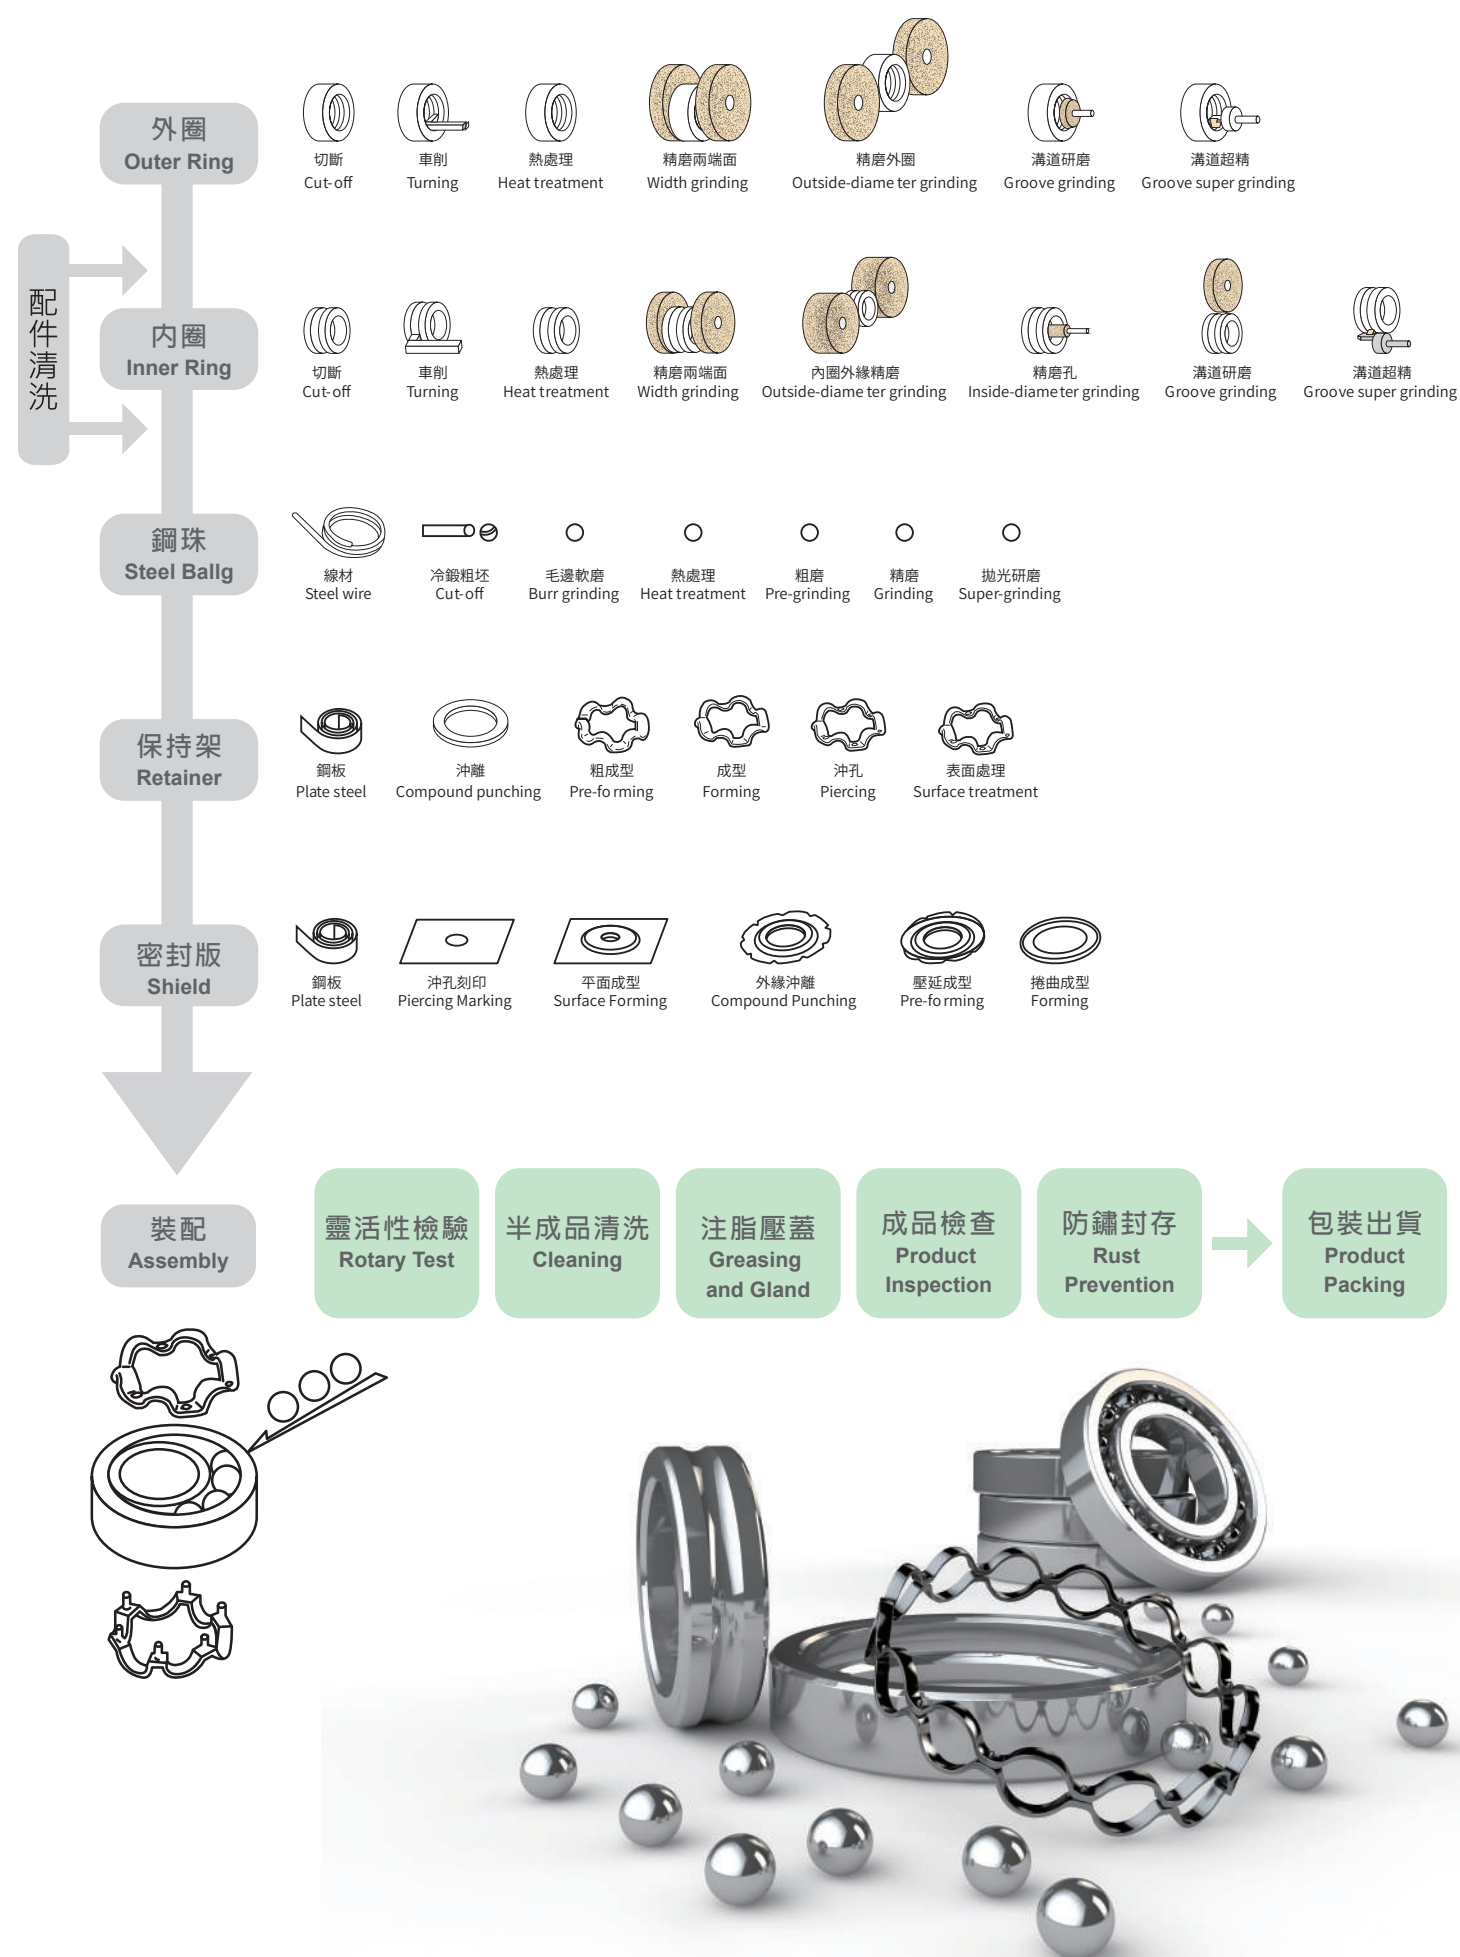 外圈
Outer Ring
切斷
Cut-off
車削
Turning
熱處理
Heat treatment
精磨兩端面
Width grinding
精磨外圈
Outside-diame ter grinding
溝道研磨
Groove grinding
溝道超精
Groove super grinding
配件清洗
內圈
Inner Ring
切斷
Cut-off
車削
Turning
熱處理
Heat treatment
精磨兩端面
Width grinding
內圈外緣精磨
Outside-diame ter grinding
精磨孔
Inside-diame ter grinding
溝道研磨
Groove grinding
溝道超精
Groove super grinding
鋼珠
Steel Ballg
線材
Steel wire
冷鍛粗坯
Cut-off
毛邊軟磨
Burr grinding
熱處理
Heat treatment
粗磨
Pre-grinding
精磨
Grinding
拋光研磨
Super-grinding
保持架
Retainer
鋼板
Plate steel
沖離
Compound punching
粗成型
Pre-fo rming
成型
Forming
沖孔
Piercing
表面處理
Surface treatment
密封版
Shield
鋼板
Plate steel
沖孔刻印
Piercing Marking
平面成型
Surface Forming
外緣沖離
Compound Punching
壓延成型
Pre-fo rming
捲曲成型
Forming
裝配
Assembly
靈活性檢驗
Rotary Test
半成品清洗
Cleaning
注脂壓蓋
Greasing
and Gland
成品檢查
Product
Inspection
防鏽封存
Rust
Prevention
包裝出貨
Product
Packing